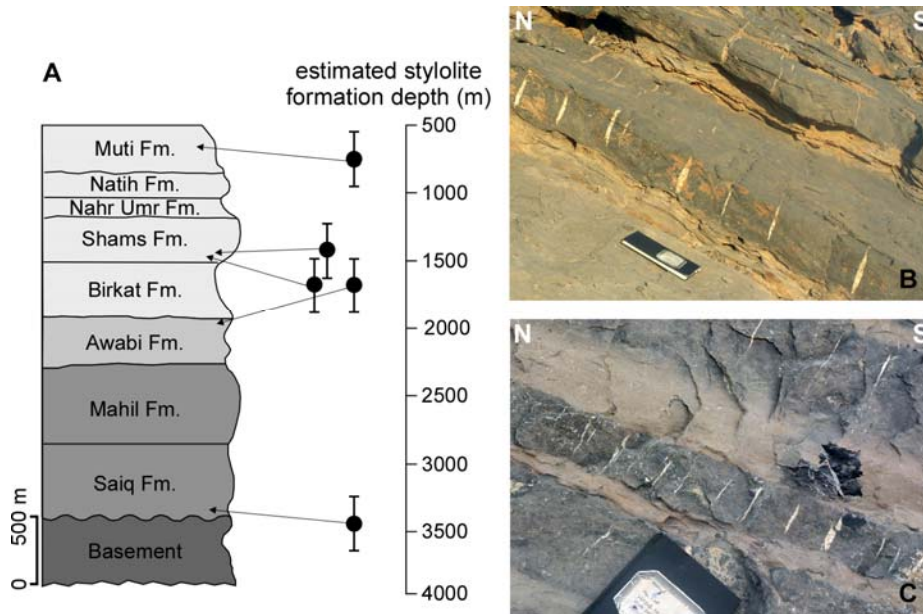 A
estimated stylolite
formation depth (m)
Muti Fm.
Natih Fm.
Nahr Umr Fm.
Shams Fm.
Birkat Fm.
Awabi Fm.
Mahil Fm.
Saiq Fm.
Basement
500 m
0
500
1000
1500
2000
2500
3000
3500
4000
N
S
B
N
S
C